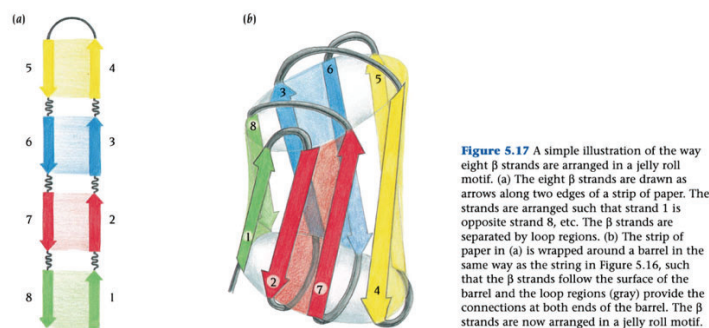 (a)
5 4
6 3
7 2
8 1
(b)
6
5
3
8
1
2
7
4
Figure 5.17 A simple illustration of the way
eight β strands are arranged in a jelly roll
motif. (a) The eight β strands are drawn as
arrows along two edges of a strip of paper. The
strands are arranged such that strand 1 is
opposite strand 8, etc. The β strands are
separated by loop regions. (b) The strip of
paper in (a) is wrapped around a barrel in the
same way as the string in Figure 5.16, such
that the β strands follow the surface of the
barrel and the loop regions (gray) provide the
connections at both ends of the barrel. The β
strands are now arranged in a jelly roll motif.